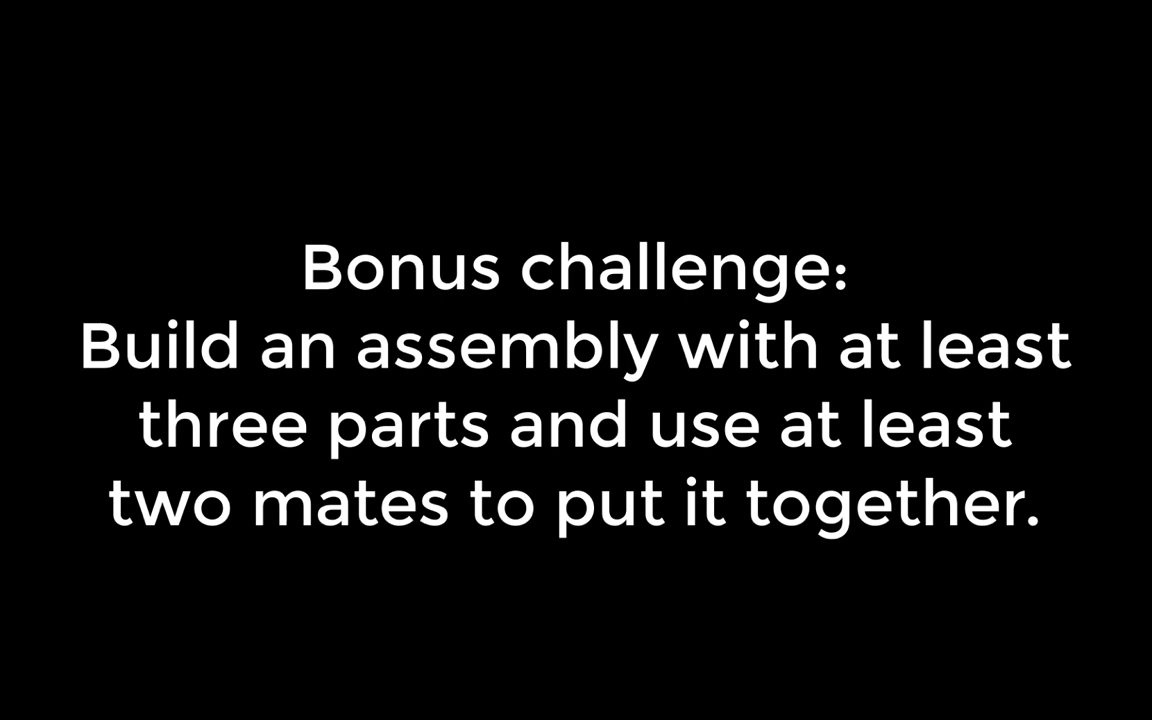 Bonus challenge:
Build an assembly with at least
three parts and use at least
two mates to put it together.